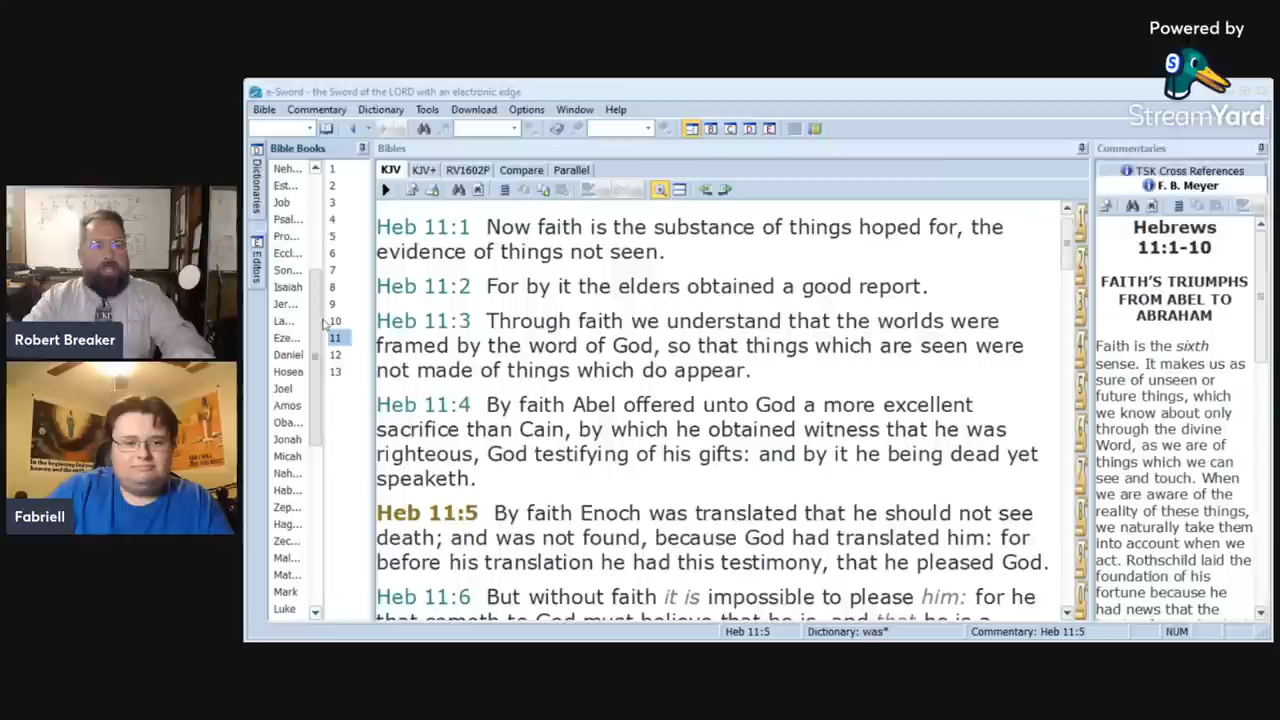 Powered by
StreamYard
e-Sword - the Sword of the LORD with an electronic edge
Bible Commentary Dictionary Tools Download Options Window Help
Bible Books
Bibles
Commentaries
Dictionaries
Editors
KJV KJV+ RV1602P Compare Parallel
TSK Cross References
F. B. Meyer
Neh... 1
Est... 2
Job 3
Psal... 4
Pro... 5
Eccl... 6
Son... 7
Isaiah 8
Jer... 9
La... 10
Eze... 11
Daniel 12
Hosea 13
Joel
Amos
Oba...
Jonah
Micah
Nah...
Hab...
Zep...
Hag...
Zec...
Mal...
Mat...
Mark
Luke
Heb 11:1 Now faith is the substance of things hoped for, the
evidence of things not seen.
Heb 11:2 For by it the elders obtained a good report.
Heb 11:3 Through faith we understand that the worlds were
framed by the word of God, so that things which are seen were
not made of things which do appear.
Heb 11:4 By faith Abel offered unto God a more excellent
sacrifice than Cain, by which he obtained witness that he was
righteous, God testifying of his gifts: and by it he being dead yet
speaketh.
Heb 11:5 By faith Enoch was translated that he should not see
death; and was not found, because God had translated him: for
before his translation he had this testimony, that he pleased God.
Heb 11:6 But without faith it is impossible to please him: for he
that cometh to God must believe that he is, and that he is a
Hebrews
11:1-10
FAITH'S TRIUMPHS
FROM ABEL TO
ABRAHAM
Faith is the sixth
sense. It makes us as
sure of unseen or
future things, which
we know about only
through the divine
Word, as we are of
things which we can
see and touch. When
we are aware of the
reality of these things,
we naturally take them
into account when we
act. Rothschild laid the
foundation of his
fortune because he
had news that the
Heb 11:5
Dictionary: was*
Commentary: Heb 11:5
NUM
Robert Breaker
Fabriell